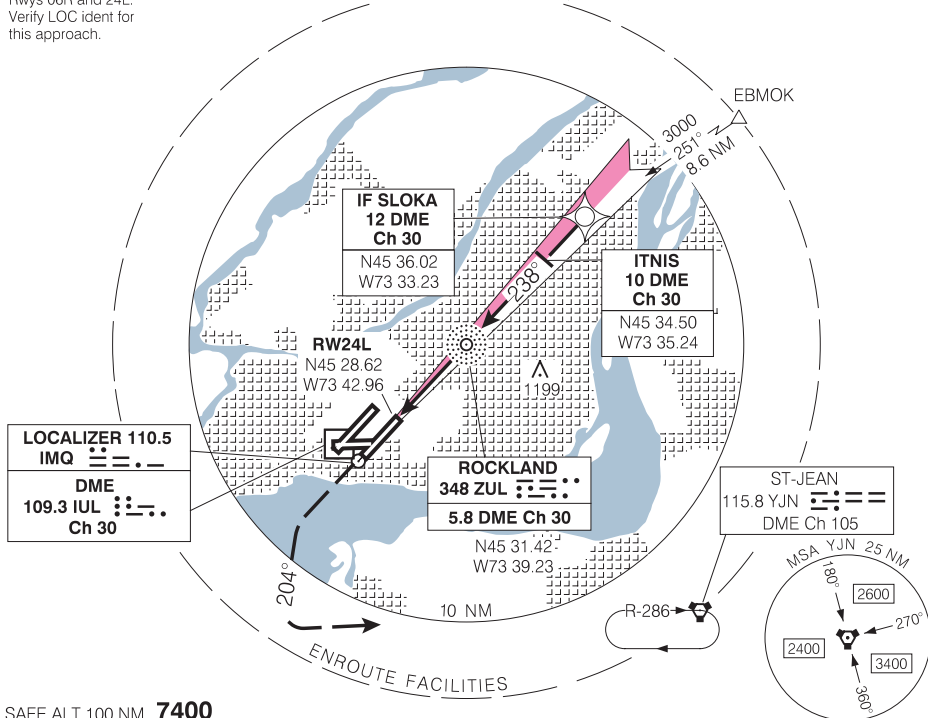 Rwys 06R and 24L.
Verify LOC ident for
this approach.
EBMOK
3000
251°
8.6 NM
IF SLOKA
12 DME
Ch 30
N45 36.02
W73 33.23
ITNIS
10 DME
Ch 30
N45 34.50
W73 35.24
238°
RW24L
N45 28.62
W73 42.96
1199
LOCALIZER 110.5
IMQ
DME
109.3 IUL
Ch 30
ROCKLAND
348 ZUL
5.8 DME Ch 30
N45 31.42
W73 39.23
ST-JEAN
115.8 YJN
DME Ch 105
204°
10 NM
R-286
ENROUTE FACILITIES
MSA YJN 25 NM
180°
2600
270°
2400
3400
360°
SAFE ALT 100 NM 7400